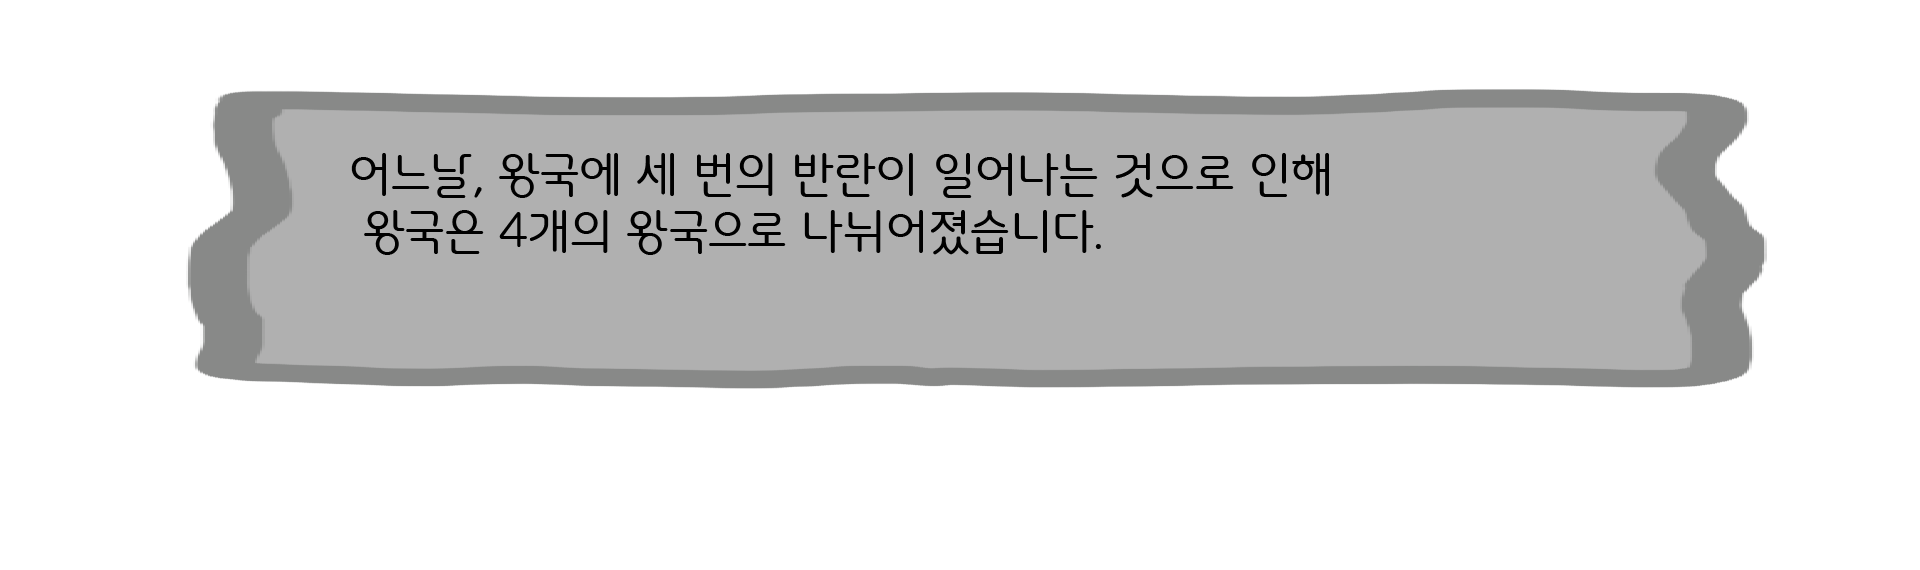 어느날, 왕국에 세 번의 반란이 일어나는 것으로 인해
왕국은 4개의 왕국으로 나뉘어졌습니다.